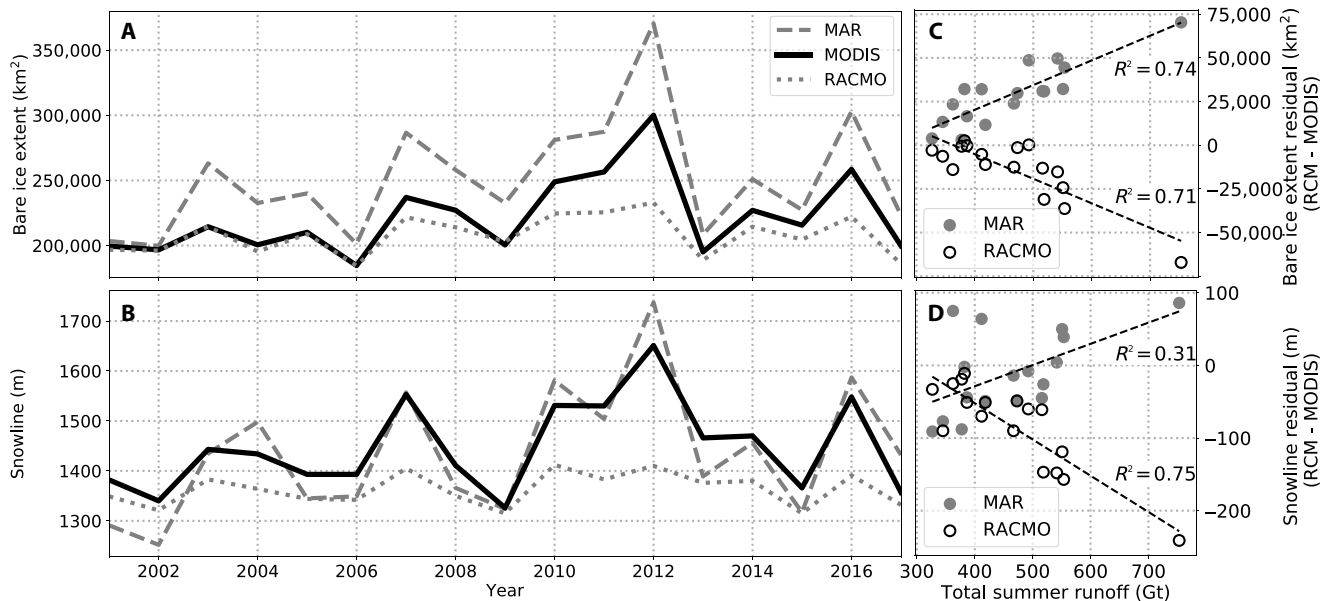 A
Bare ice extent (km²)
350,000
300,000
250,000
200,000
MAR
MODIS
RACMO
B
Snowline (m)
1700
1600
1500
1400
1300
2002
2004
2006
2008
2010
2012
2014
2016
Year
C
75,000
50,000
25,000
0
−25,000
−50,000
Bare ice extent residual (km²)
(RCM - MODIS)
R² = 0.74
R² = 0.71
MAR
RACMO
D
100
0
−100
−200
Snowline residual (m)
(RCM - MODIS)
R² = 0.31
R² = 0.75
MAR
RACMO
300
400
500
600
700
Total summer runoff (Gt)